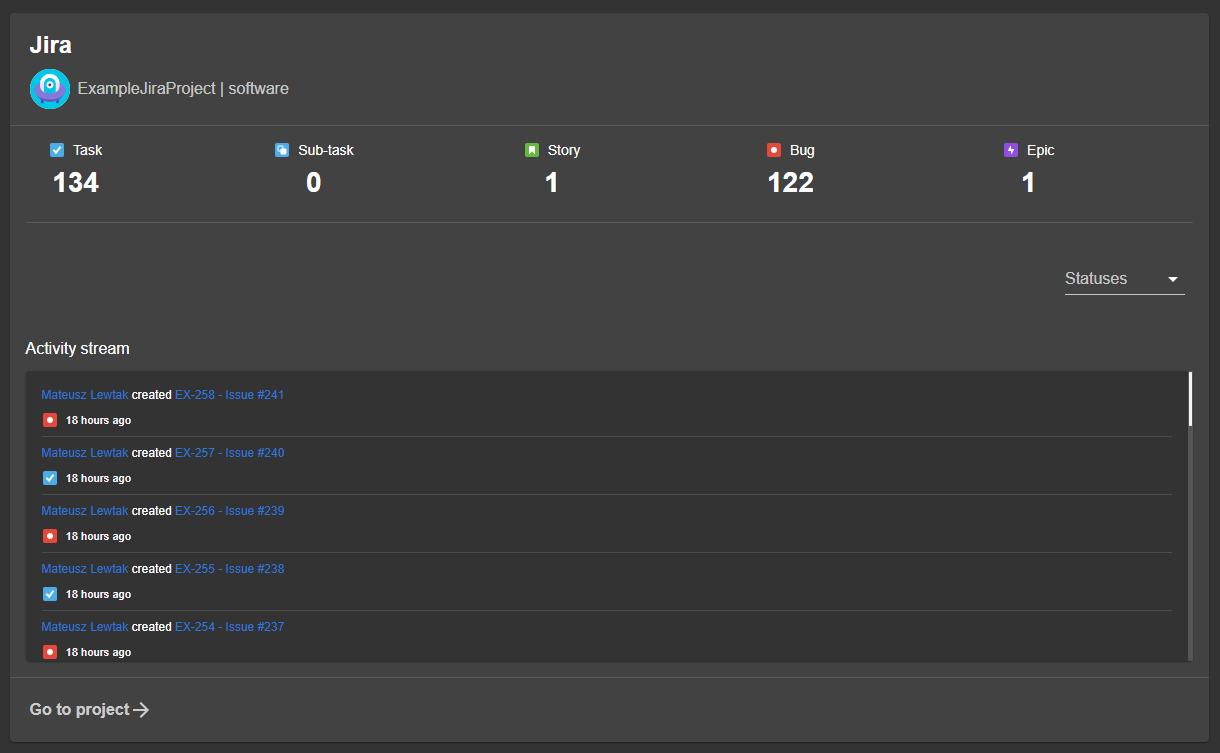 Jira
ExampleJiraProject | software
Task Sub-task Story Bug Epic
134 0 1 122 1
Statuses
Activity stream
Mateusz Lewtak created EX-258 - Issue #241
18 hours ago
Mateusz Lewtak created EX-257 - Issue #240
18 hours ago
Mateusz Lewtak created EX-256 - Issue #239
18 hours ago
Mateusz Lewtak created EX-255 - Issue #238
18 hours ago
Mateusz Lewtak created EX-254 - Issue #237
18 hours ago
Go to project